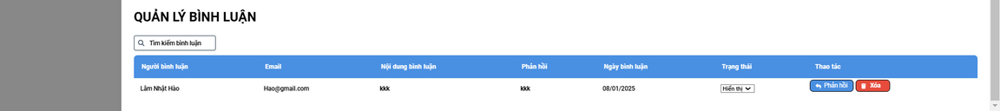 QUẢN LÝ BÌNH LUẬN
Tìm kiếm bình luận
Người bình luận Email Nội dung bình luận Phản hồi Ngày bình luận Trạng thái Thao tác
Lâm Nhật Hào Hao@gmail.com kkk kkk 08/01/2025 Hiển thị Phản hồi Xóa